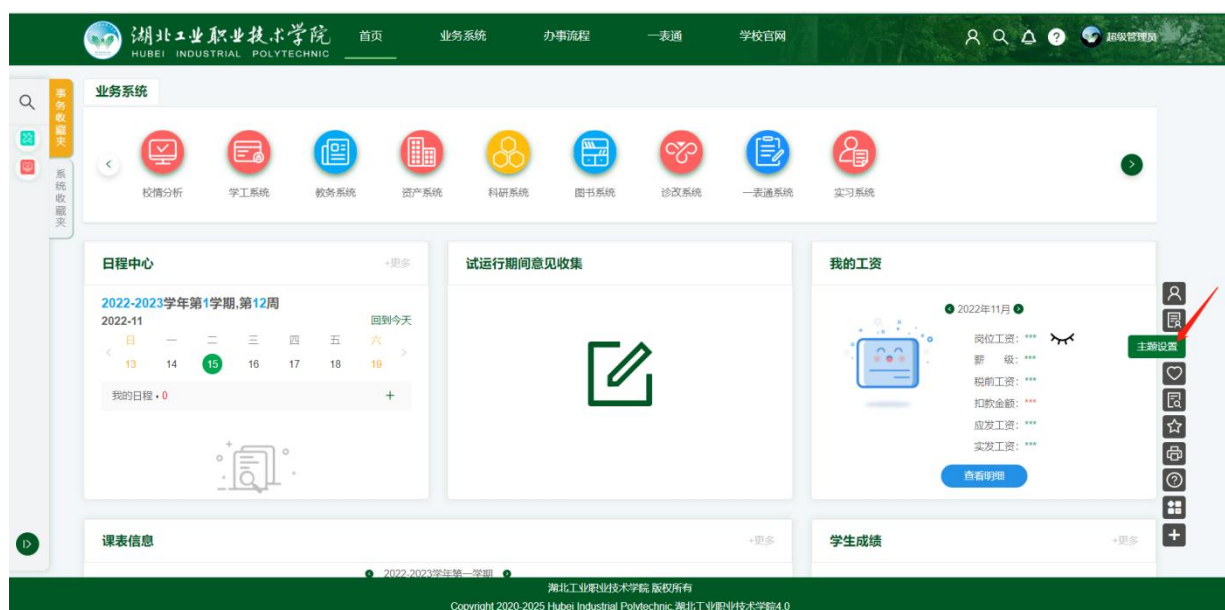 湖北工业职业技术学院 首页 业务系统 办事流程 一表通 学校官网 超级管理员
HUBEI INDUSTRIAL POLYTECHNIC
事务收藏夹
系统收藏夹
业务系统
校情分析 学工系统 教务系统 资产系统 科研系统 图书系统 诊改系统 一表通系统 实习系统
日程中心 +更多
2022-2023学年第1学期,第12周
2022-11 回到今天
日 一 二 三 四 五 六
13 14 15 16 17 18 19
我的日程 • 0 +
试运行期间意见收集
我的工资
2022年11月
岗位工资: ***
薪 级: ***
税前工资: ***
扣款金额: ***
应发工资: ***
实发工资: ***
查看明细
主题设置
课表信息 +更多
2022-2023学年第一学期
学生成绩 +更多
湖北工业职业技术学院 版权所有
Copyright 2020-2025 Hubei Industrial Polytechnic 湖北工业职业技术学院4.0